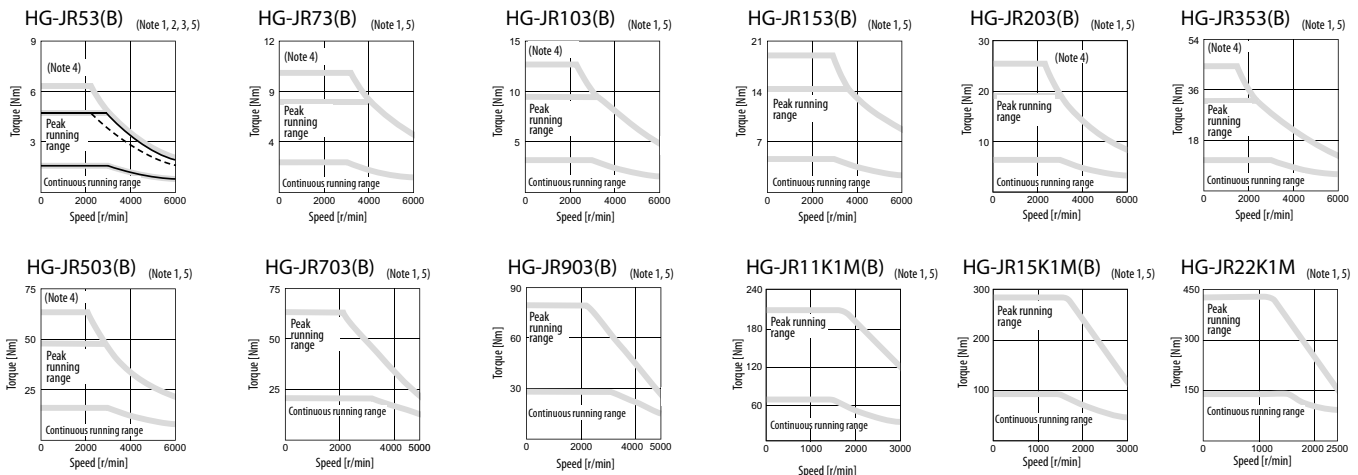 HG-JR53(B) (Note 1, 2, 3, 5)
Torque [Nm]
9
6
3
(Note 4)
Peak
running
range
Continuous running range
0 2000 4000 6000
Speed [r/min]
HG-JR73(B) (Note 1, 5)
Torque [Nm]
12
9
4
(Note 4)
Peak
running
range
Continuous running range
0 2000 4000 6000
Speed [r/min]
HG-JR103(B) (Note 1, 5)
Torque [Nm]
15
10
5
(Note 4)
Peak
running
range
Continuous running range
0 2000 4000 6000
Speed [r/min]
HG-JR153(B) (Note 1, 5)
Torque [Nm]
21
14
7
Peak
running
range
Continuous running range
0 2000 4000 6000
Speed [r/min]
HG-JR203(B) (Note 1, 5)
Torque [Nm]
30
20
10
(Note 4)
Peak
running
range
Continuous running range
0 2000 4000 6000
Speed [r/min]
HG-JR353(B) (Note 1, 5)
Torque [Nm]
54
36
18
(Note 4)
Peak
running
range
Continuous running range
0 2000 4000 6000
Speed [r/min]
HG-JR503(B) (Note 1, 5)
Torque [Nm]
75
50
25
(Note 4)
Peak
running
range
Continuous running range
0 2000 4000 6000
Speed [r/min]
HG-JR703(B) (Note 1, 5)
Torque [Nm]
75
50
25
Peak
running
range
Continuous running range
0 2000 4000 5000
Speed [r/min]
HG-JR903(B) (Note 1, 5)
Torque [Nm]
90
60
30
Peak
running
range
Continuous running range
0 2000 4000 5000
Speed [r/min]
HG-JR11K1M(B) (Note 1, 5)
Torque [Nm]
240
180
120
60
Peak running
range
Continuous running range
0 1000 2000 3000
Speed [r/min]
HG-JR15K1M(B) (Note 1, 5)
Torque [Nm]
300
200
100
Peak running
range
Continuous running range
0 1000 2000 3000
Speed [r/min]
HG-JR22K1M (Note 1, 5)
Torque [Nm]
450
300
150
Peak
running
range
Continuous running range
0 1000 2000 2500
Speed [r/min]